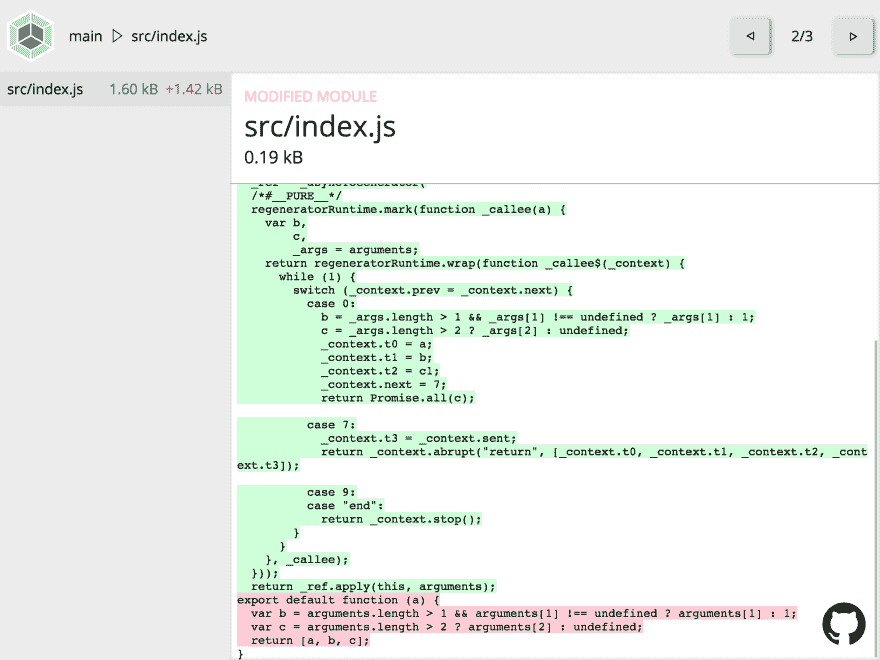 main ▷ src/index.js
◃ 2/3 ▹
src/index.js 1.60 kB +1.42 kB
MODIFIED MODULE
src/index.js
0.19 kB
/*#__PURE__*/
regeneratorRuntime.mark(function _callee(a) {
var b,
c,
_args = arguments;
return regeneratorRuntime.wrap(function _callee$(_context) {
while (1) {
switch (_context.prev = _context.next) {
case 0:
b = _args.length > 1 && _args[1] !== undefined ? _args[1] : 1;
c = _args.length > 2 ? _args[2] : undefined;
_context.t0 = a;
_context.t1 = b;
_context.t2 = c1;
_context.next = 7;
return Promise.all(c);
case 7:
_context.t3 = _context.sent;
return _context.abrupt("return", [_context.t0, _context.t1, _context.t2, _cont
ext.t3]);
case 9:
case "end":
return _context.stop();
}
}
}, _callee);
}));
return _ref.apply(this, arguments);
export default function (a) {
var b = arguments.length > 1 && arguments[1] !== undefined ? arguments[1] : 1;
var c = arguments.length > 2 ? arguments[2] : undefined;
return [a, b, c];
}